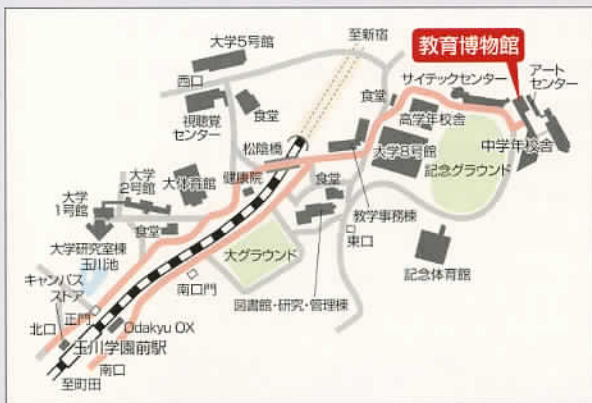 至新宿
大学5号館
教育博物館
西口
サイテックセンター
アート
センター
視聴覚
センター
食堂
食堂
高学年校舎
松陰橋
大学8号館
中学年校舎
記念グラウンド
大学
2号館
大体育館
健康院
食堂
大学
1号館
教学事務棟
食堂
大学研究室棟
玉川池
大グラウンド
東口
記念体育館
キャンパス
ストア
南口門
図書館・研究・管理棟
正門
北口
Odakyu OX
玉川学園前駅
南口
至町田